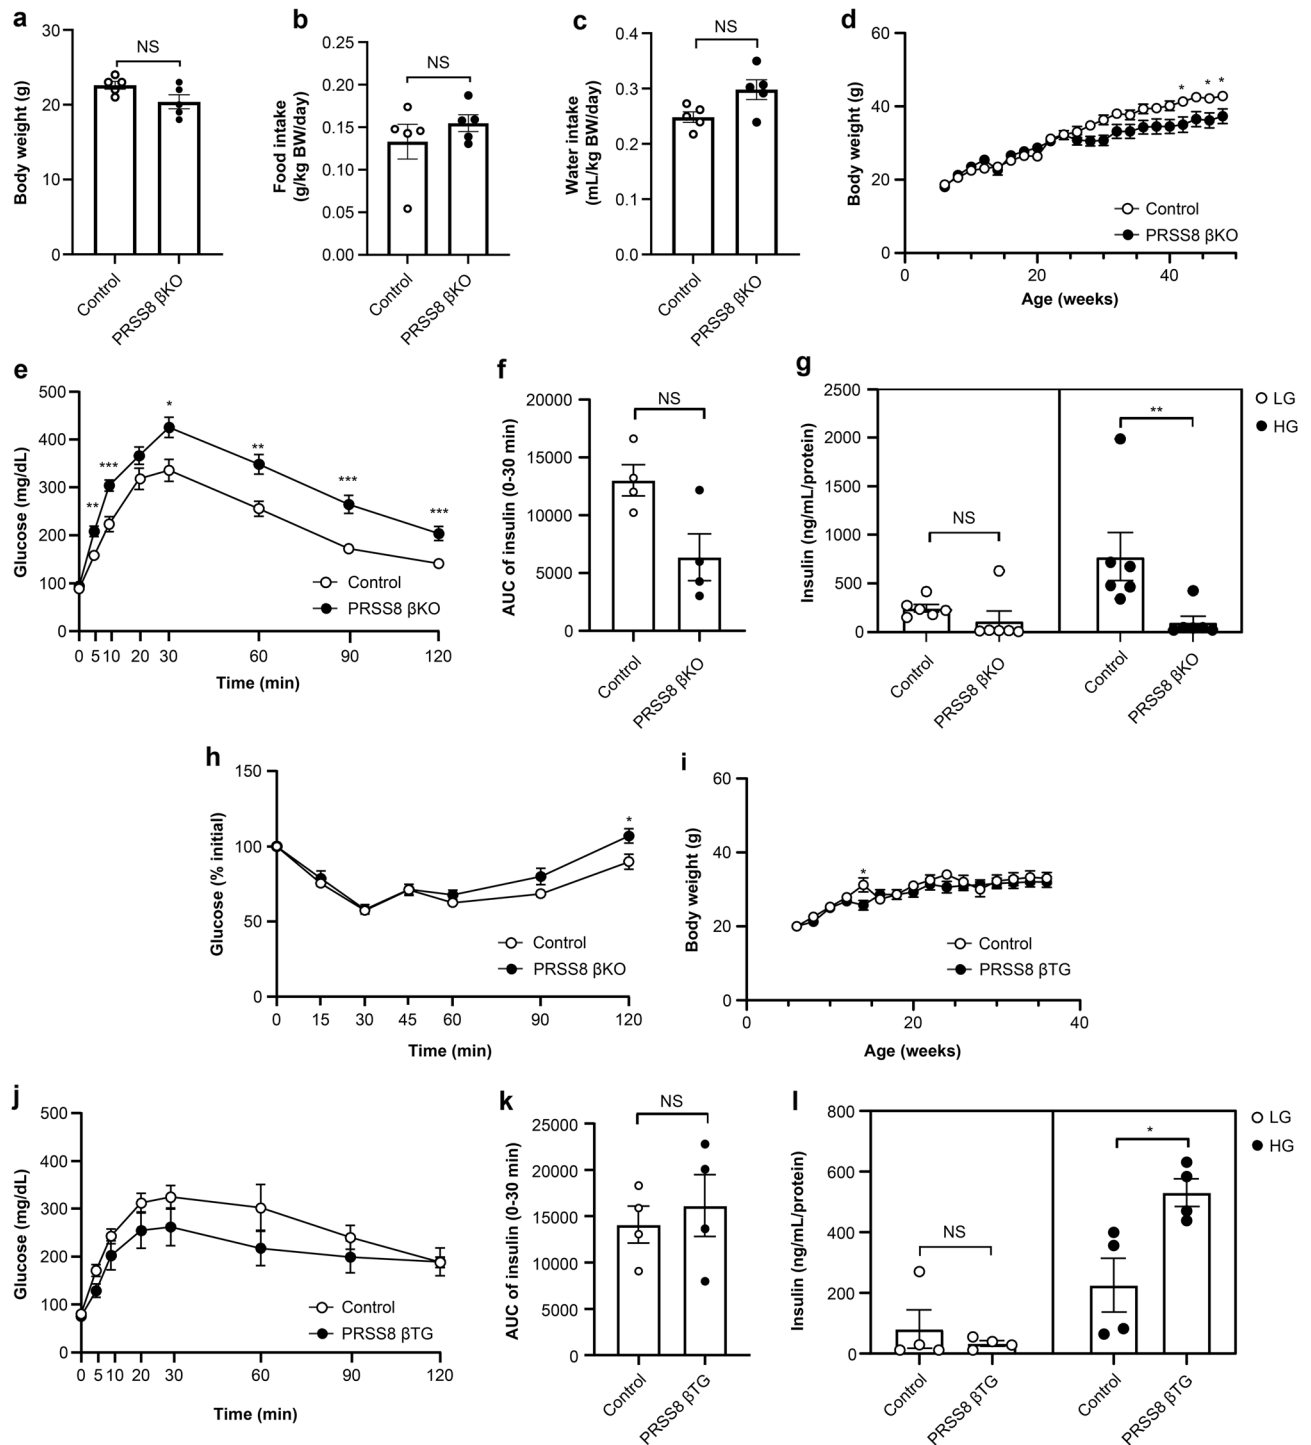 a
Body weight (g)
30
20
10
0
NS
Control
PRSS8 βKO
b
Food intake
(g/kg BW/day)
0.25
0.20
0.15
0.10
0.05
0.00
NS
Control
PRSS8 βKO
c
Water intake
(mL/kg BW/day)
0.4
0.3
0.2
0.1
0.0
NS
Control
PRSS8 βKO
d
Body weight (g)
60
40
20
0
* * *
Control
PRSS8 βKO
0 20 40
Age (weeks)
e
Glucose (mg/dL)
500
400
300
200
100
0
** *** * ** *** ***
Control
PRSS8 βKO
0 5 10 20 30 60 90 120
Time (min)
f
AUC of insulin (0-30 min)
20000
15000
10000
5000
0
NS
Control
PRSS8 βKO
g
Insulin (ng/mL/protein)
2500
2000
1500
1000
500
0
NS
**
LG
HG
Control
PRSS8 βKO
Control
PRSS8 βKO
h
Glucose (% initial)
150
100
50
0
*
Control
PRSS8 βKO
0 15 30 45 60 90 120
Time (min)
i
Body weight (g)
60
40
20
0
*
Control
PRSS8 βTG
0 20 40
Age (weeks)
j
Glucose (mg/dL)
500
400
300
200
100
0
Control
PRSS8 βTG
0 5 10 20 30 60 90 120
Time (min)
k
AUC of insulin (0-30 min)
25000
20000
15000
10000
5000
0
NS
Control
PRSS8 βTG
l
Insulin (ng/mL/protein)
800
600
400
200
0
NS
*
LG
HG
Control
PRSS8 βTG
Control
PRSS8 βTG